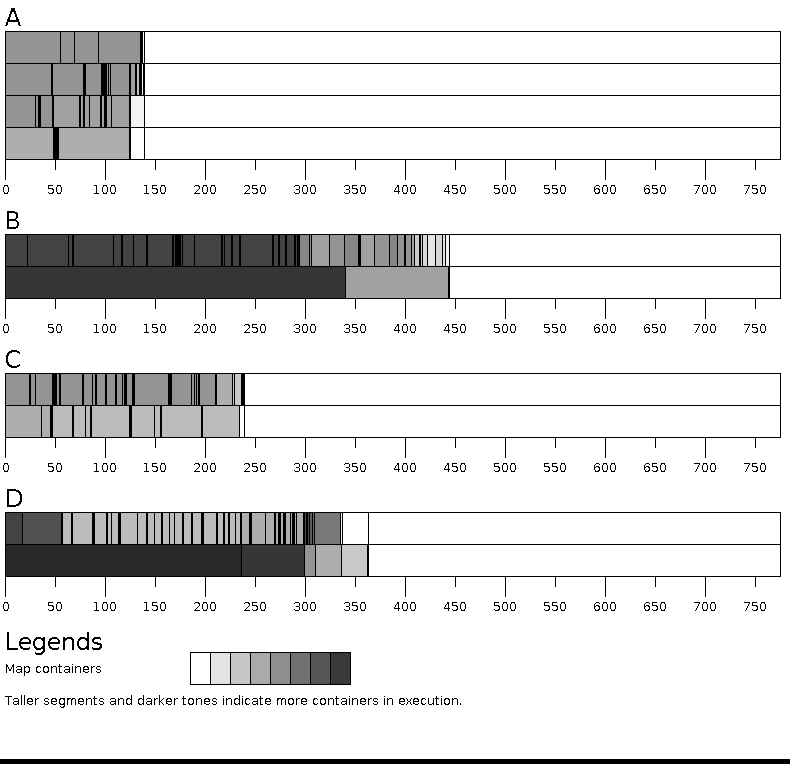 A
0 50 100 150 200 250 300 350 400 450 500 550 600 650 700 750
B
0 50 100 150 200 250 300 350 400 450 500 550 600 650 700 750
C
0 50 100 150 200 250 300 350 400 450 500 550 600 650 700 750
D
0 50 100 150 200 250 300 350 400 450 500 550 600 650 700 750
Legends
Map containers
Taller segments and darker tones indicate more containers in execution.